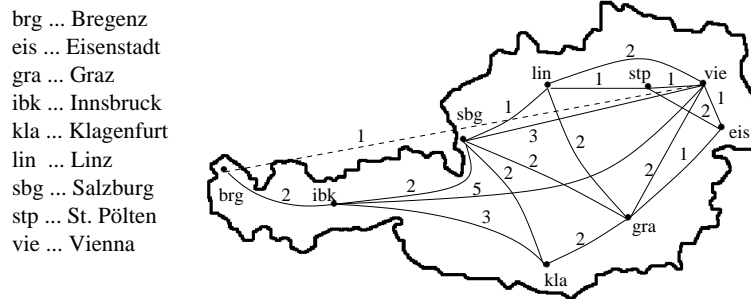 brg ... Bregenz
eis ... Eisenstadt
gra ... Graz
ibk ... Innsbruck
kla ... Klagenfurt
lin ... Linz
sbg ... Salzburg
stp ... St. Pölten
vie ... Vienna
2
lin
stp
vie
1
1
1
sbg
1
2
eis
1
3
2
2
2
2
1
brg
2
ibk
2
5
3
gra
2
kla